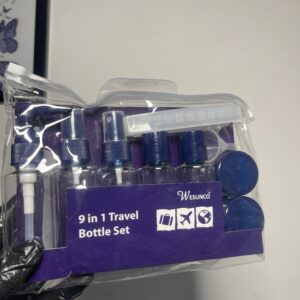 WESUNCO
9 in 1 Travel
Bottle Set